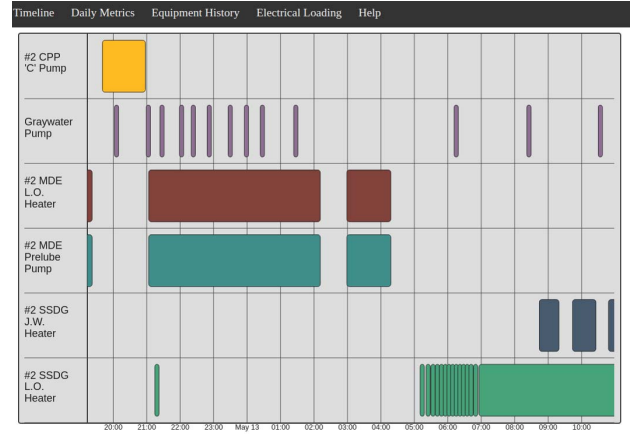 Timeline Daily Metrics Equipment History Electrical Loading Help
#2 CPP
'C' Pump
Graywater
Pump
#2 MDE
L.O.
Heater
#2 MDE
Prelube
Pump
#2 SSDG
J.W.
Heater
#2 SSDG
L.O.
Heater
20:00 21:00 22:00 23:00 May 13 01:00 02:00 03:00 04:00 05:00 06:00 07:00 08:00 09:00 10:00